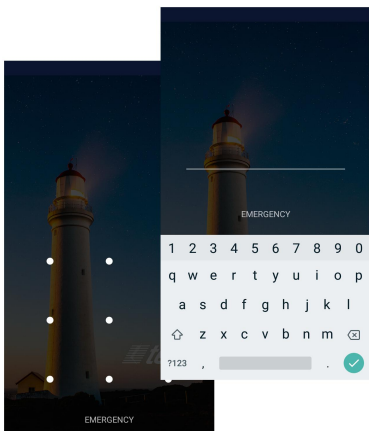 EMERGENCY
1 2 3 4 5 6 7 8 9 0
q w e r t y u i o p
a s d f g h j k l
z x c v b n m
?123 , .
EMERGENCY